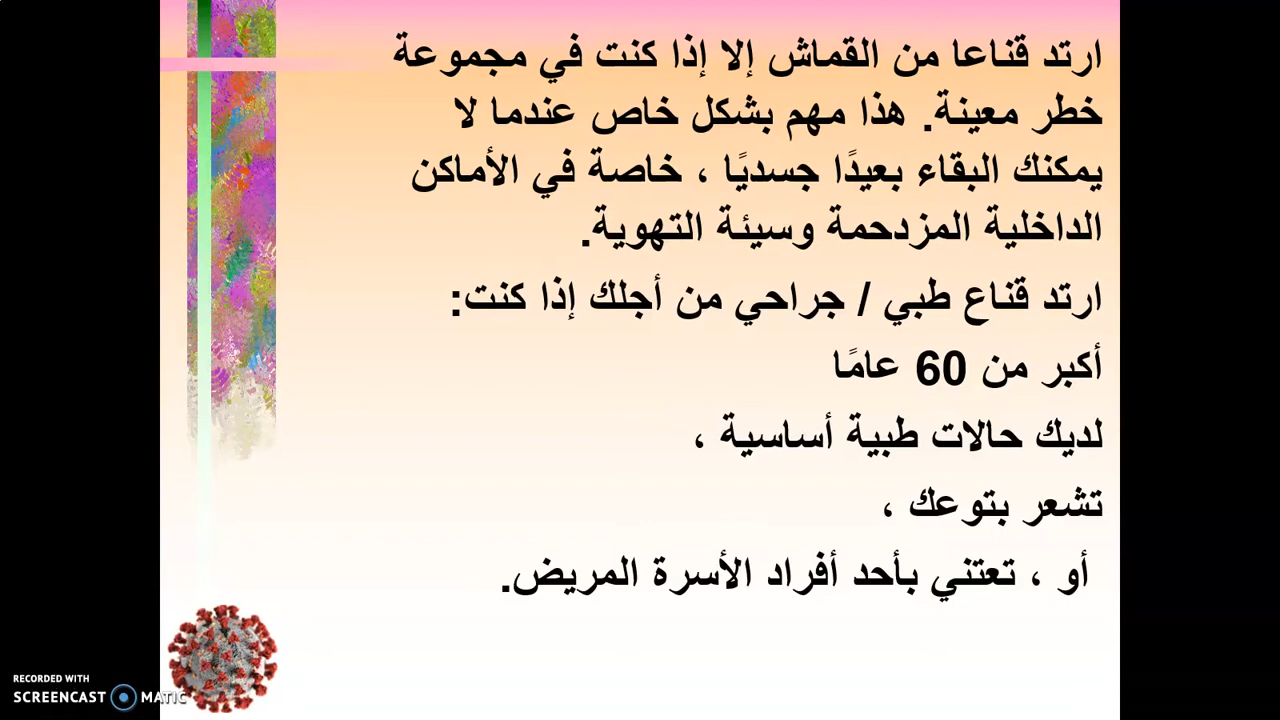 ارتد قناعا من القماش إلا إذا كنت في مجموعة
خطر معينة. هذا مهم بشكل خاص عندما لا
يمكنك البقاء بعيدًا جسديًا ، خاصة في الأماكن
الداخلية المزدحمة وسيئة التهوية.
ارتد قناع طبي / جراحي من أجلك إذا كنت:
أكبر من 60 عامًا
لديك حالات طبية أساسية ،
تشعر بتوعك ،
أو ، تعتني بأحد أفراد الأسرة المريض.
RECORDED WITH
SCREENCAST MATIC